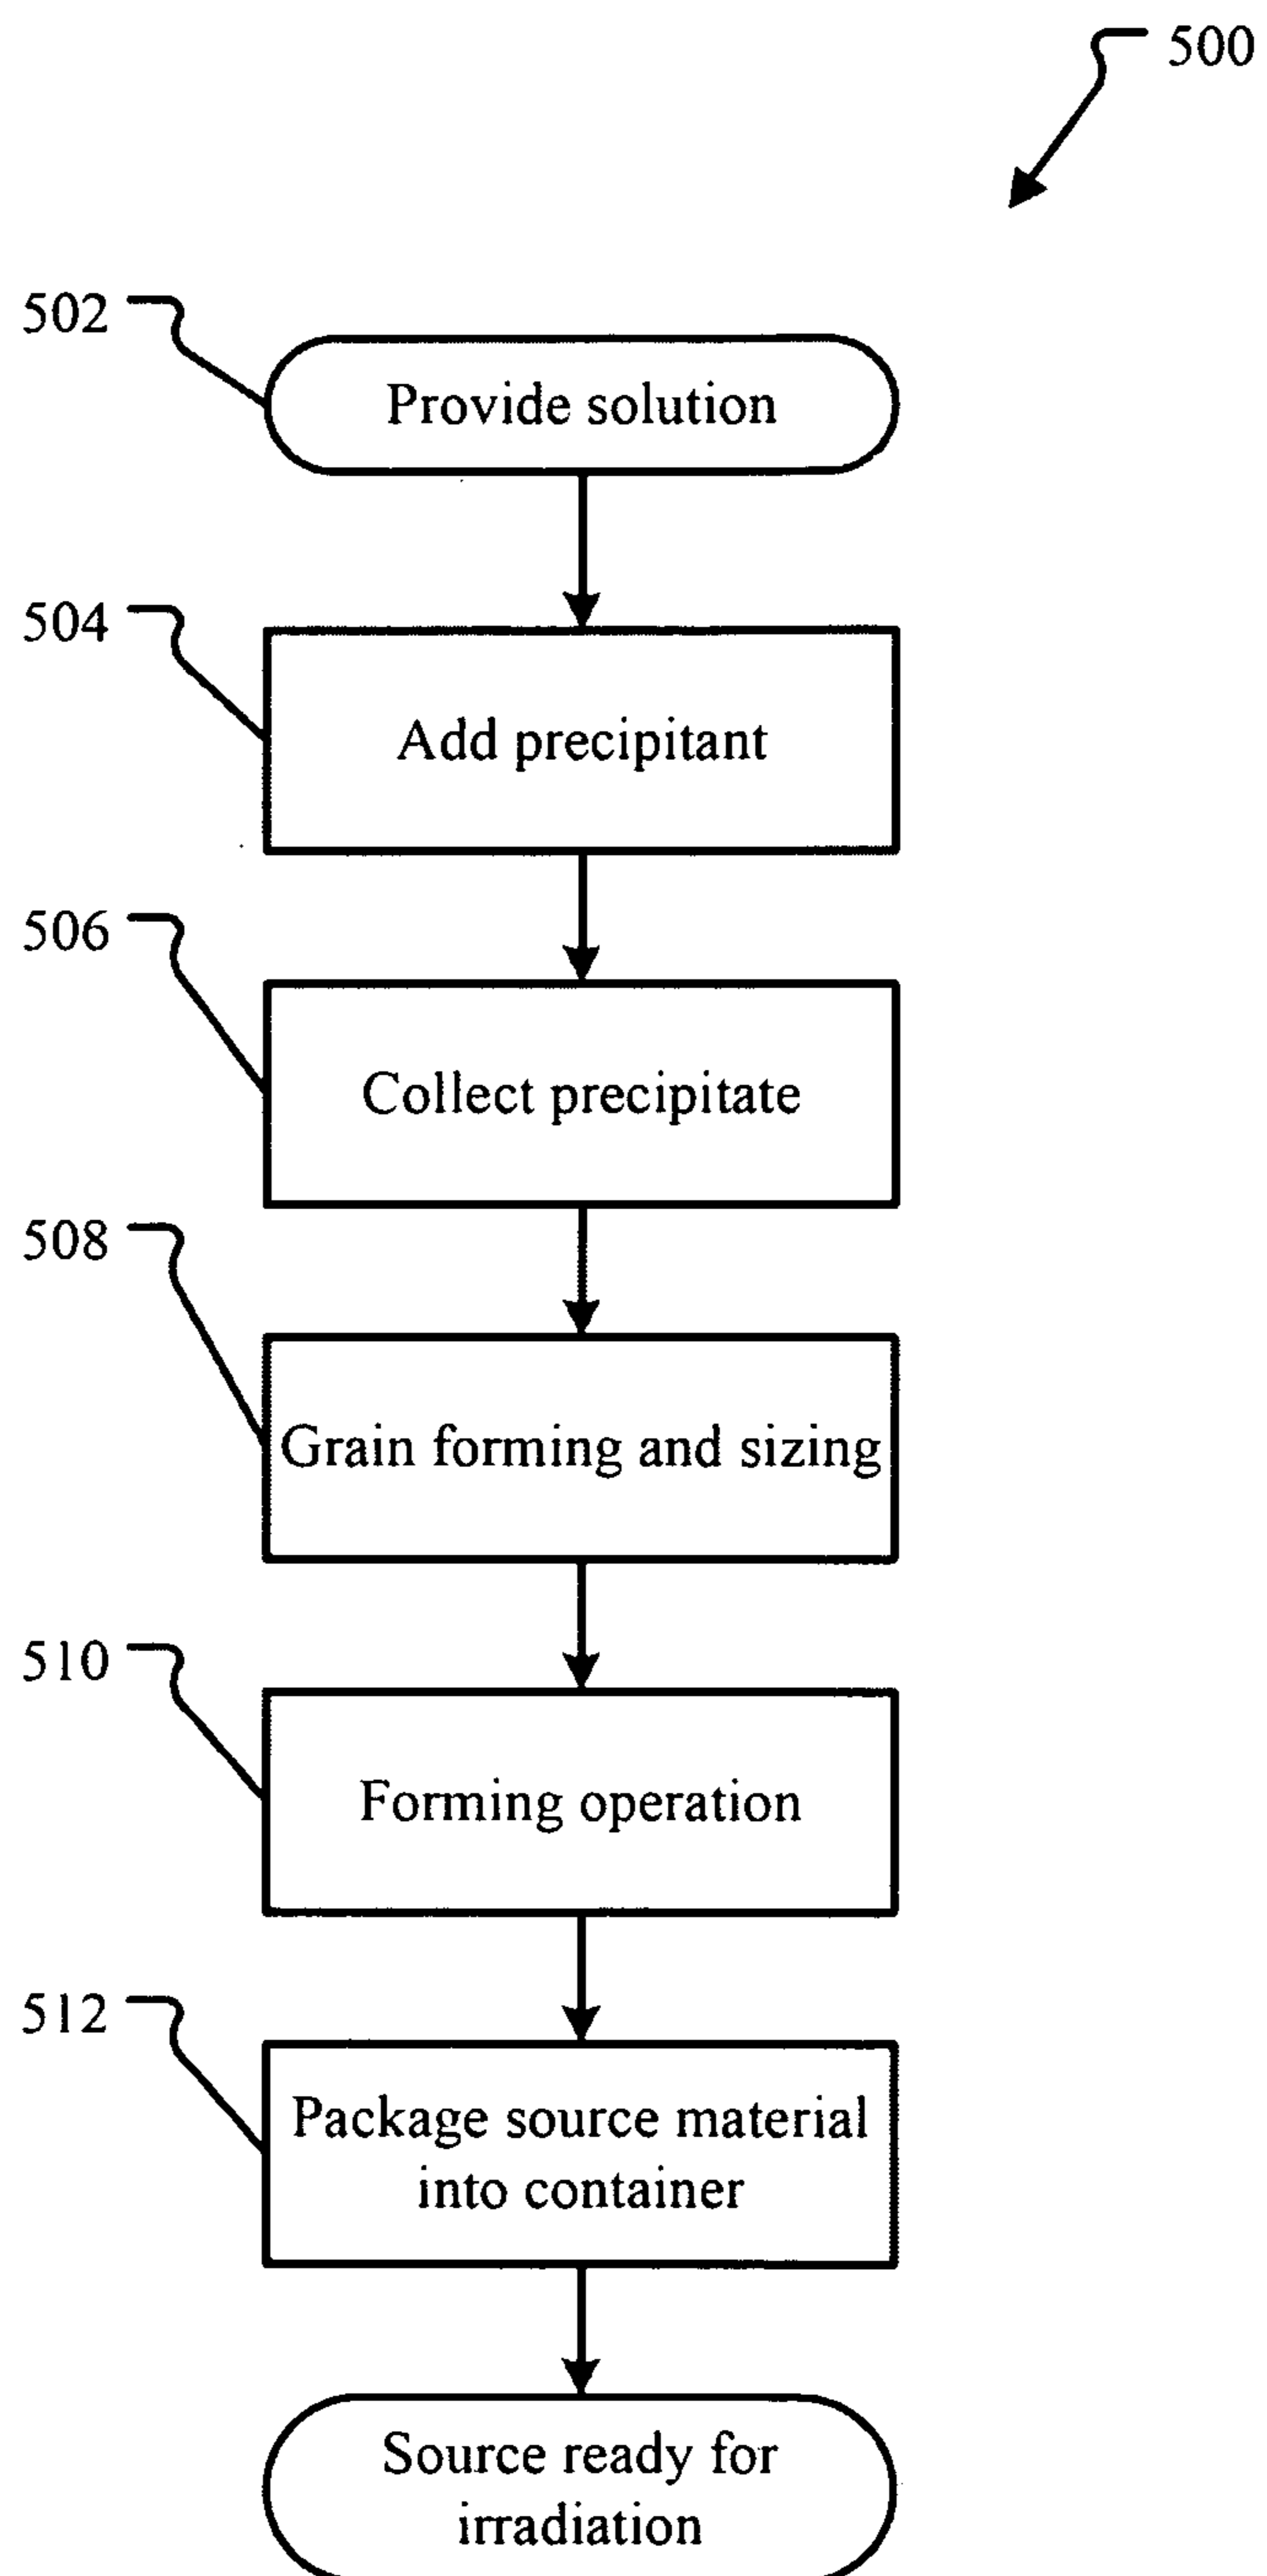 500
502
Provide solution
504
Add precipitant
506
Collect precipitate
508
Grain forming and sizing
510
Forming operation
512
Package source material
into container
Source ready for
irradiation